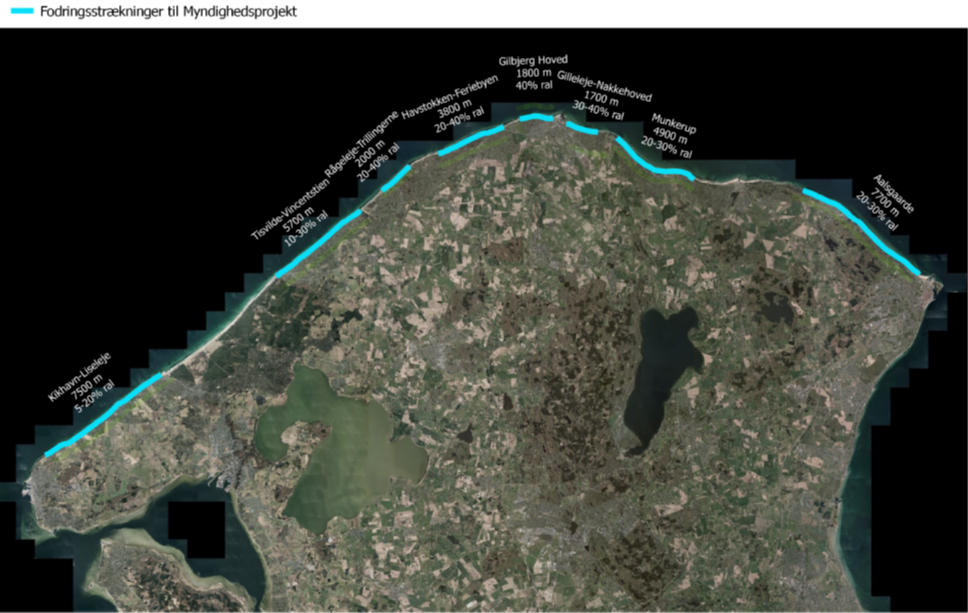 Fodringsstrækninger til Myndighedsprojekt
Kikhavn-Liseleje
7500 m
5-20% ral
Tisvilde-Vincentstien
5700 m
10-30% ral
Rågeleje-Trillingerne
2000 m
20-40% ral
Havstokken-Feriebyen
3800 m
20-40% ral
Gilbjerg Hoved
1800 m
40% ral
Gilleleje-Nakkehoved
1700 m
30-40% ral
Munkerup
4900 m
20-30% ral
Aalsgaarde
7700 m
20-30% ral